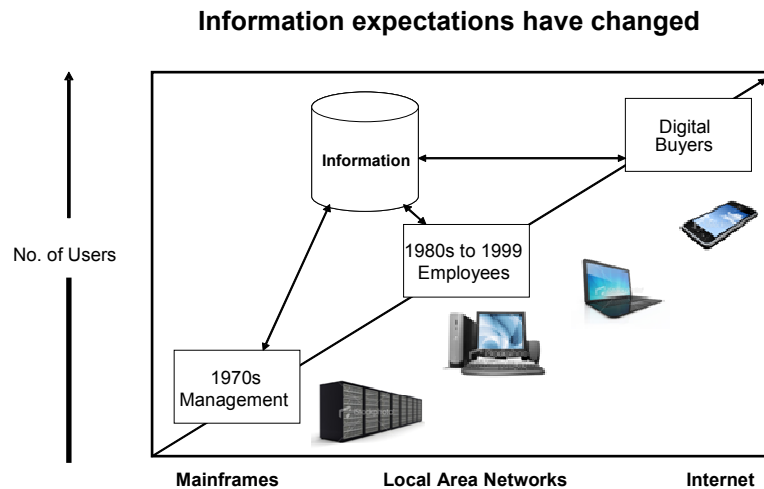 Information expectations have changed
Digital
Buyers
Information
1980s to 1999
Employees
No. of Users
1970s
Management
Mainframes
Local Area Networks
Internet